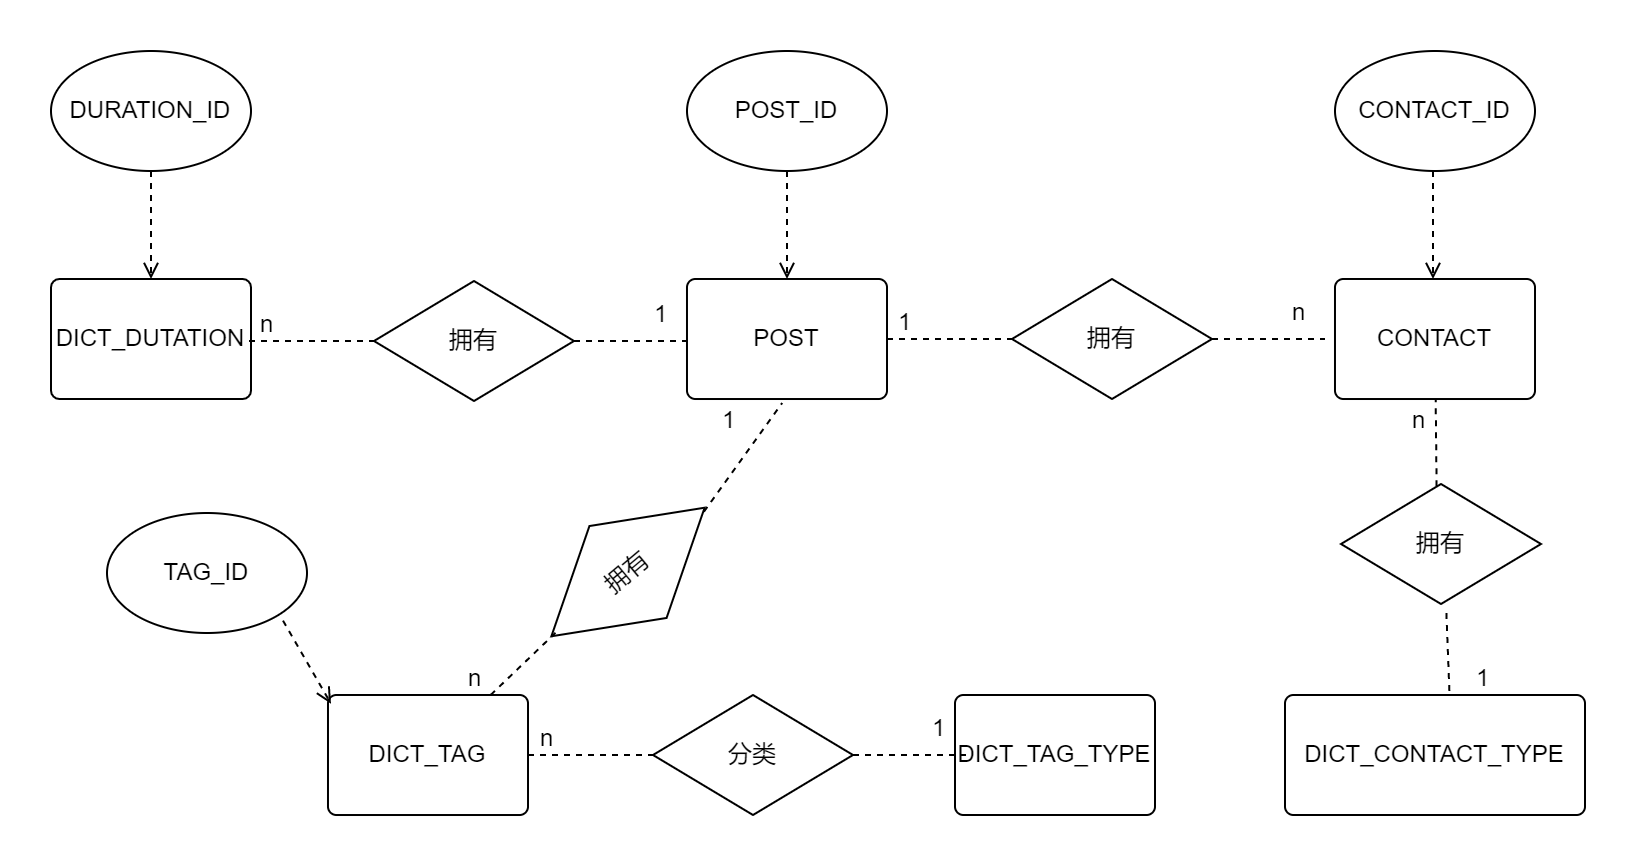 DURATION_ID
POST_ID
CONTACT_ID
DICT_DUTATION
n
拥有
1
POST
1
拥有
n
CONTACT
1
n
拥有
拥有
TAG_ID
n
1
DICT_TAG
n
分类
1
DICT_TAG_TYPE
DICT_CONTACT_TYPE